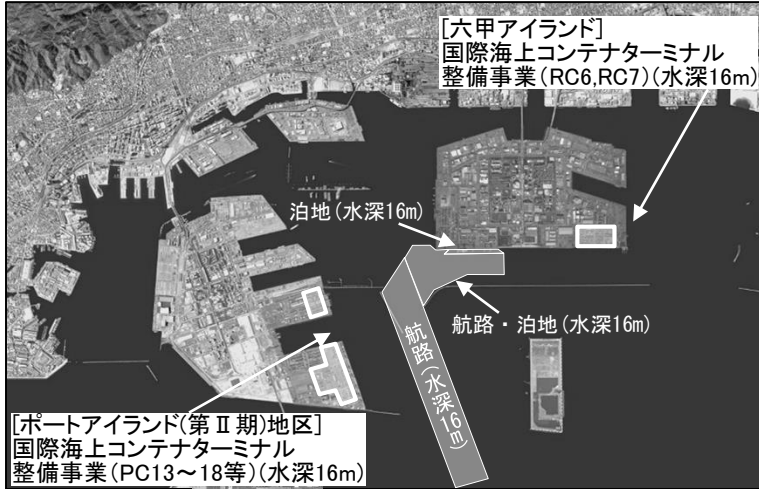 [六甲アイランド]
国際海上コンテナターミナル
整備事業(RC6,RC7)(水深16m)
泊地(水深16m)
航路・泊地(水深16m)
航路(水深16m)
[ポートアイランド(第Ⅱ期)地区]
国際海上コンテナターミナル
整備事業(PC13～18等)(水深16m)